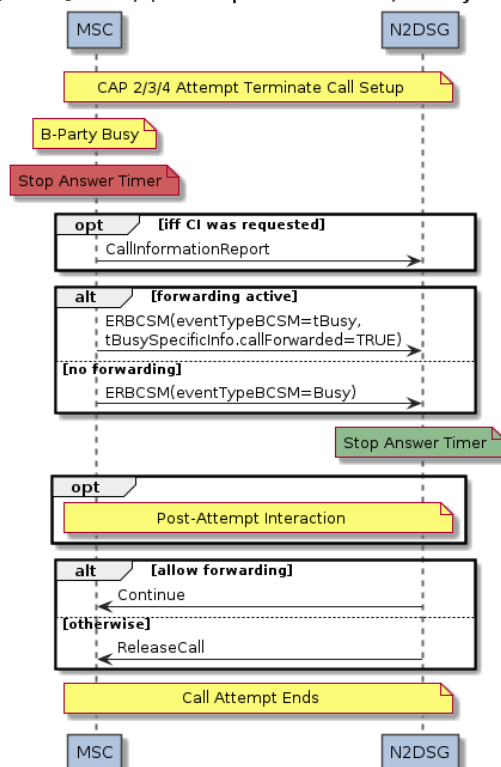 MSC N2DSG
CAP 2/3/4 Attempt Terminate Call Setup
B-Party Busy
Stop Answer Timer
opt [iff CI was requested]
CallInformationReport
alt [forwarding active]
ERBCSM(eventTypeBCSM=tBusy,
tBusySpecificInfo.callForwarded=TRUE)
[no forwarding]
ERBCSM(eventTypeBCSM=Busy)
Stop Answer Timer
opt
Post-Attempt Interaction
alt [allow forwarding]
Continue
[otherwise]
ReleaseCall
Call Attempt Ends
MSC N2DSG